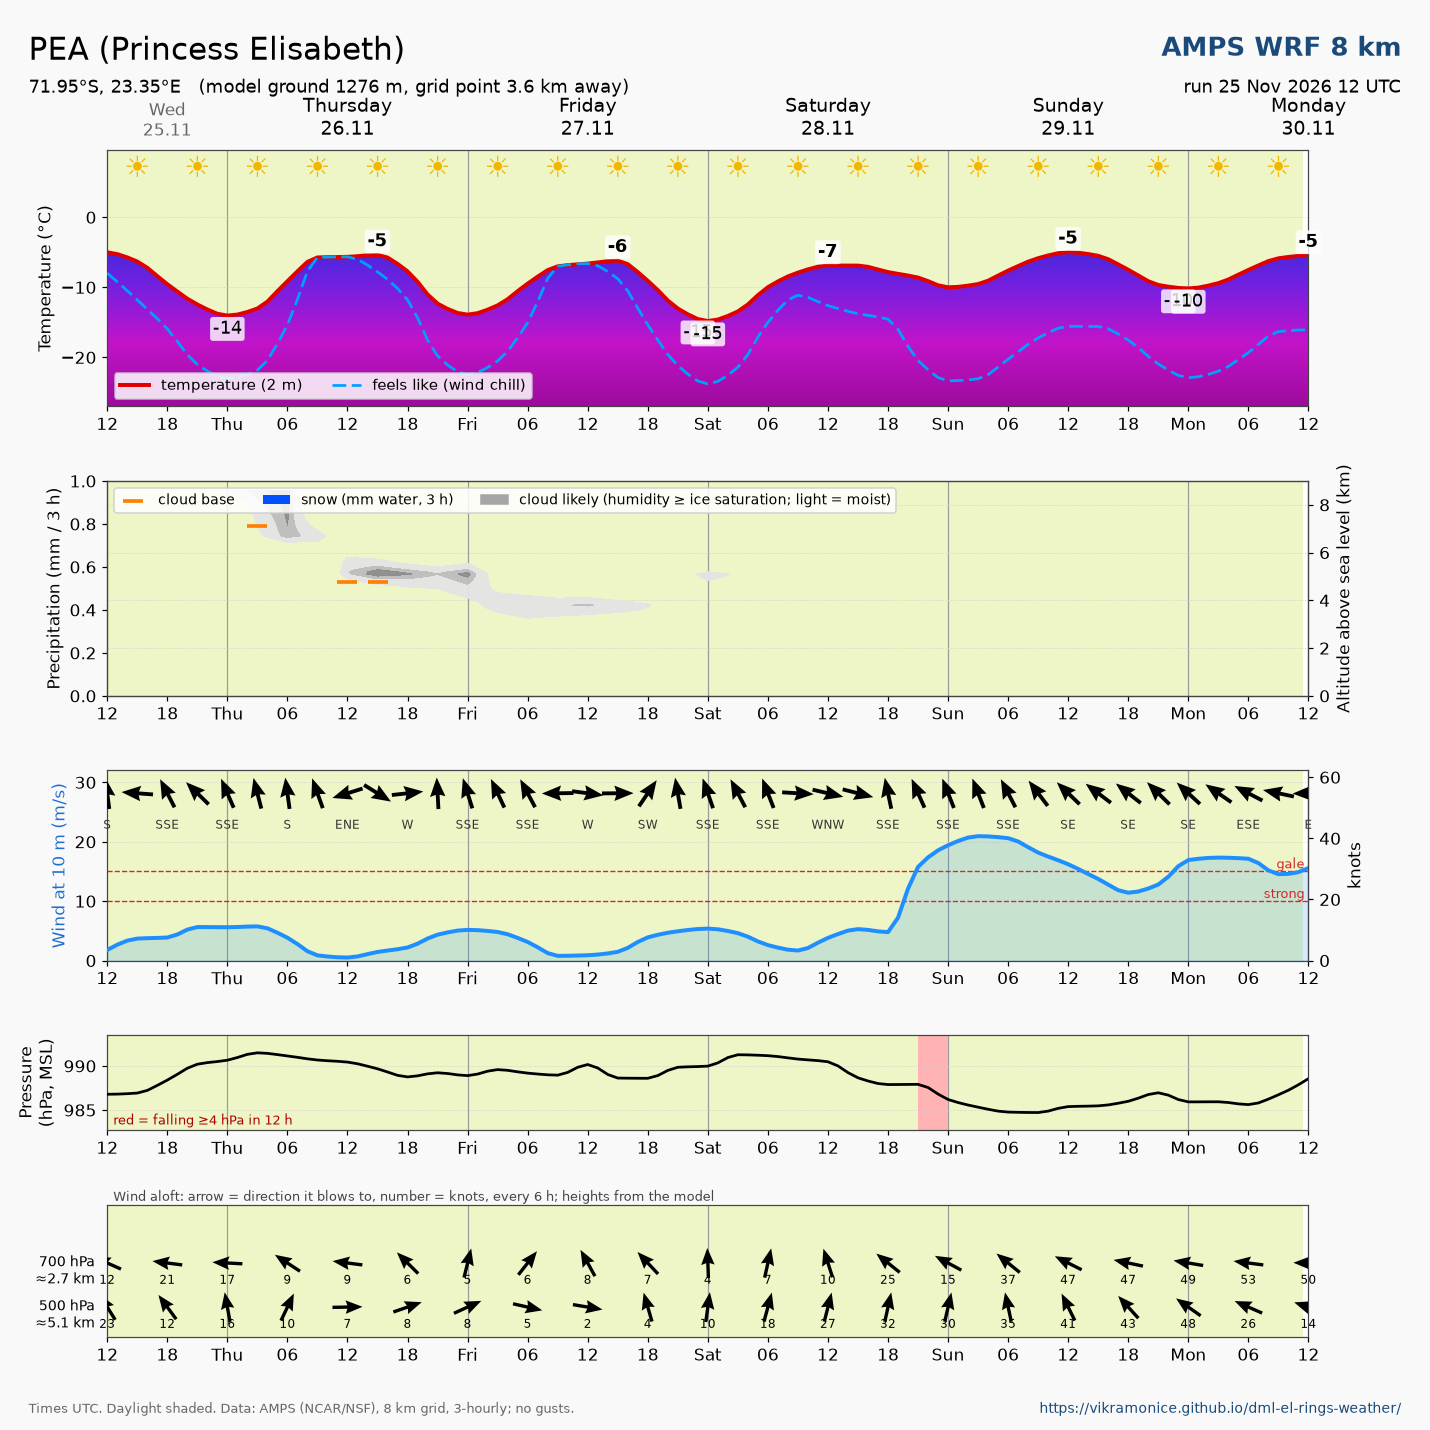 PEA (Princess Elisabeth)
AMPS WRF 8 km
71.95°S, 23.35°E (model ground 1276 m, grid point 3.6 km away)
run 25 Nov 2026 12 UTC
Wed Thursday Friday Saturday Sunday Monday
25.11 26.11 27.11 28.11 29.11 30.11
Temperature (°C)
0
−10
−20
-14 -5 -15 -6 -7 -5 -10 -5
temperature (2 m) feels like (wind chill)
12 18 Thu 06 12 18 Fri 06 12 18 Sat 06 12 18 Sun 06 12 18 Mon 06 12
Precipitation (mm / 3 h)
1.0
0.8
0.6
0.4
0.2
0.0
cloud base snow (mm water, 3 h) cloud likely (humidity ≥ ice saturation; light = moist)
Altitude above sea level (km)
8
6
4
2
0
12 18 Thu 06 12 18 Fri 06 12 18 Sat 06 12 18 Sun 06 12 18 Mon 06 12
Wind at 10 m (m/s)
30
20
10
0
S SSE SSE S ENE W SSE SSE W SW SSE SSE WNW SSE SSE SSE SE SE SE ESE E
gale
strong
knots
60
40
20
0
12 18 Thu 06 12 18 Fri 06 12 18 Sat 06 12 18 Sun 06 12 18 Mon 06 12
Pressure
(hPa, MSL)
990
985
red = falling ≥4 hPa in 12 h
12 18 Thu 06 12 18 Fri 06 12 18 Sat 06 12 18 Sun 06 12 18 Mon 06 12
Wind aloft: arrow = direction it blows to, number = knots, every 6 h; heights from the model
700 hPa
≈2.7 km 12 21 17 9 9 6 5 6 8 7 4 7 10 25 15 37 47 47 49 53 50
500 hPa
≈5.1 km 23 12 16 10 7 8 8 5 2 4 10 18 27 32 30 35 41 43 48 26 14
12 18 Thu 06 12 18 Fri 06 12 18 Sat 06 12 18 Sun 06 12 18 Mon 06 12
Times UTC. Daylight shaded. Data: AMPS (NCAR/NSF), 8 km grid, 3-hourly; no gusts.
https://vikramonice.github.io/dml-el-rings-weather/